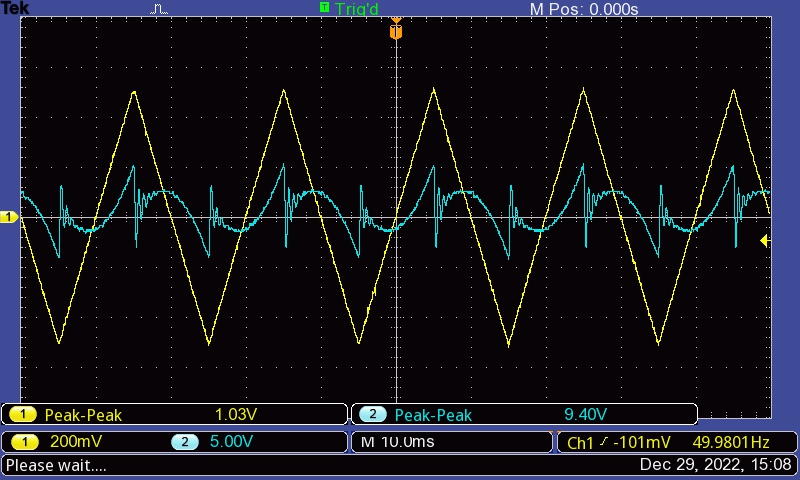 Tek Trig'd M Pos: 0.000s
T
T
1
1 Peak-Peak 1.03V 2 Peak-Peak 9.40V
1 200mV 2 5.00V M 10.0ms Ch1 -101mV 49.9801Hz
Please wait.... Dec 29, 2022, 15:08